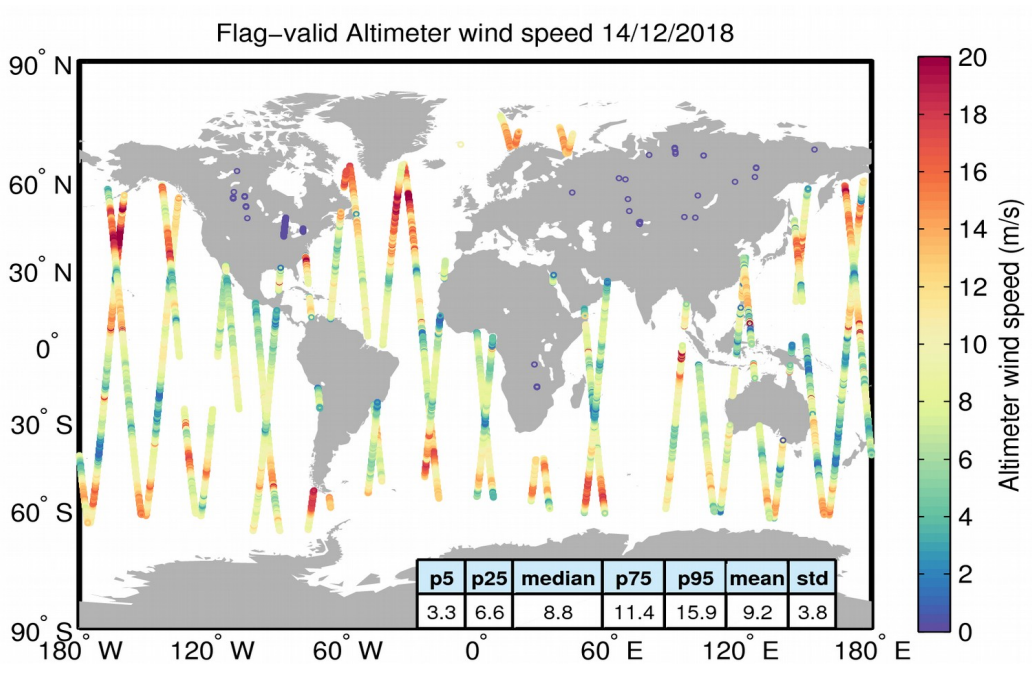 Flag−valid Altimeter wind speed 14/12/2018
90° N
60° N
30° N
0°
30° S
60° S
90° S
180° W
120° W
60° W
0°
60° E
120° E
180° E
20
18
16
14
12
10
8
6
4
2
0
Altimeter wind speed (m/s)
p5 p25 median p75 p95 mean std
3.3 6.6 8.8 11.4 15.9 9.2 3.8